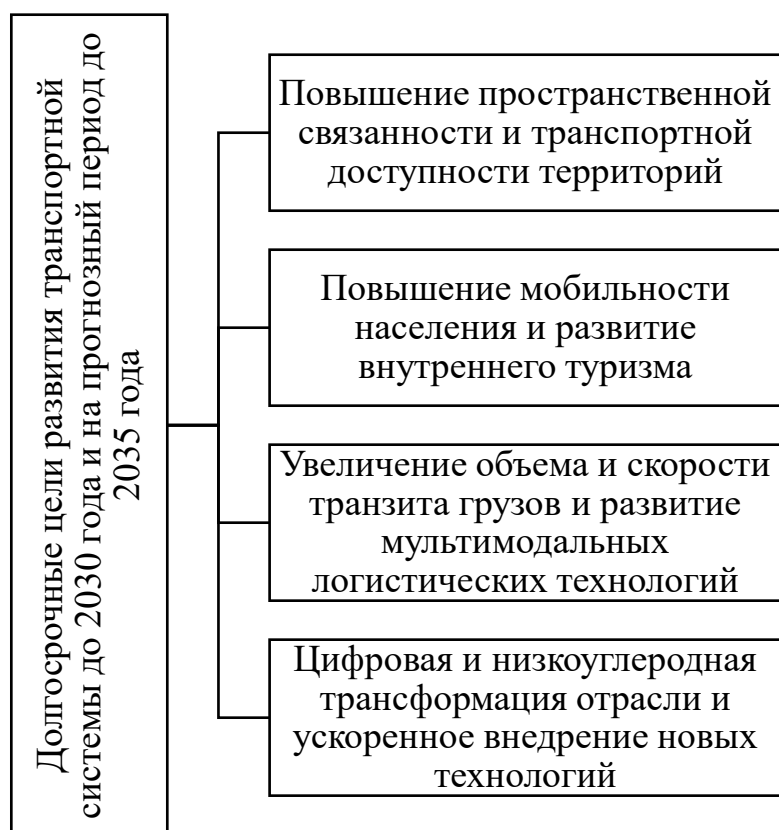 Долгосрочные цели развития транспортной
системы до 2030 года и на прогнозный период до
2035 года
Повышение пространственной
связанности и транспортной
доступности территорий
Повышение мобильности
населения и развитие
внутреннего туризма
Увеличение объема и скорости
транзита грузов и развитие
мультимодальных
логистических технологий
Цифровая и низкоуглеродная
трансформация отрасли и
ускоренное внедрение новых
технологий